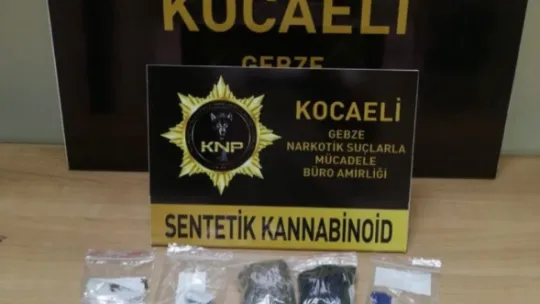 KOCAELİ
GEBZE
KNP
KOCAELİ
GEBZE
NARKOTİK SUÇLARLA
MÜCADELE
BÜRO AMİRLİĞİ
SENTETİK KANNABİNOİD